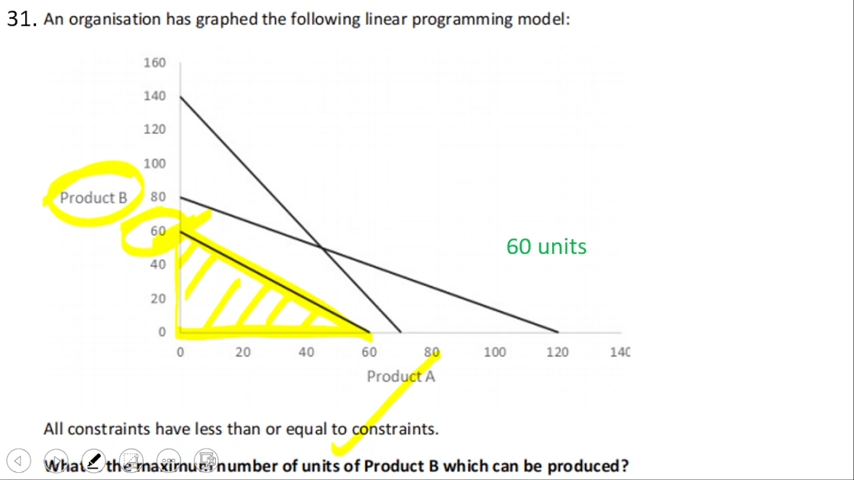 31. An organisation has graphed the following linear programming model:
160
140
120
100
Product B 80
60
60 units
40
20
0
0 20 40 60 80 100 120 140
Product A
All constraints have less than or equal to constraints.
What the maximum number of units of Product B which can be produced?